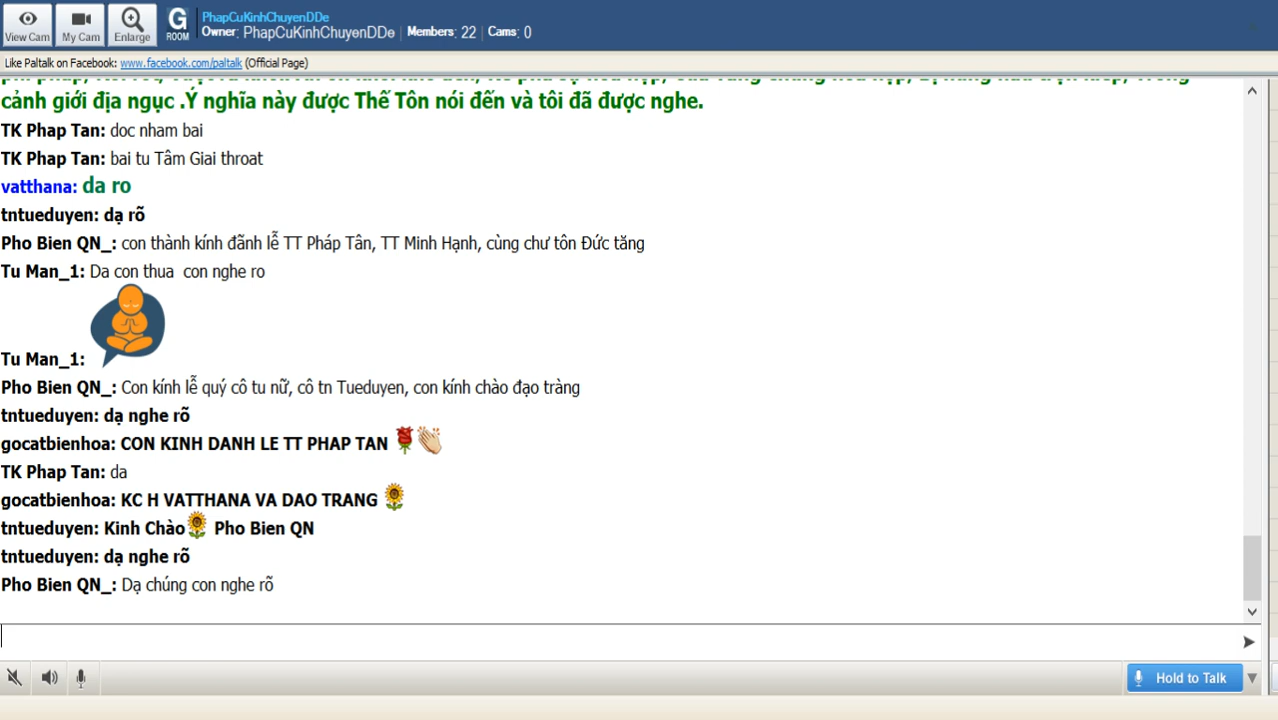 View Cam
My Cam
Enlarge
G
ROOM
PhapCuKinhChuyenDDe
Owner: PhapCuKinhChuyenDDe | Members: 22 | Cams: 0
Like Paltalk on Facebook: www.facebook.com/paltalk (Official Page)
cảnh giới địa ngục .Ý nghĩa này được Thế Tôn nói đến và tôi đã được nghe.
TK Phap Tan: doc nham bai
TK Phap Tan: bai tu Tâm Giai throat
vatthana: da ro
tntueduyen: dạ rõ
Pho Bien QN_: con thành kính đãnh lễ TT Pháp Tân, TT Minh Hạnh, cùng chư tôn Đức tăng
Tu Man_1: Da con thua  con nghe ro
Tu Man_1:
Pho Bien QN_: Con kính lễ quý cô tu nữ, cô tn Tueduyen, con kính chào đạo tràng
tntueduyen: dạ nghe rõ
gocatbienhoa: CON KINH DANH LE TT PHAP TAN
TK Phap Tan: da
gocatbienhoa: KC H VATTHANA VA DAO TRANG
tntueduyen: Kinh Chào Pho Bien QN
tntueduyen: dạ nghe rõ
Pho Bien QN_: Dạ chúng con nghe rõ
Hold to Talk